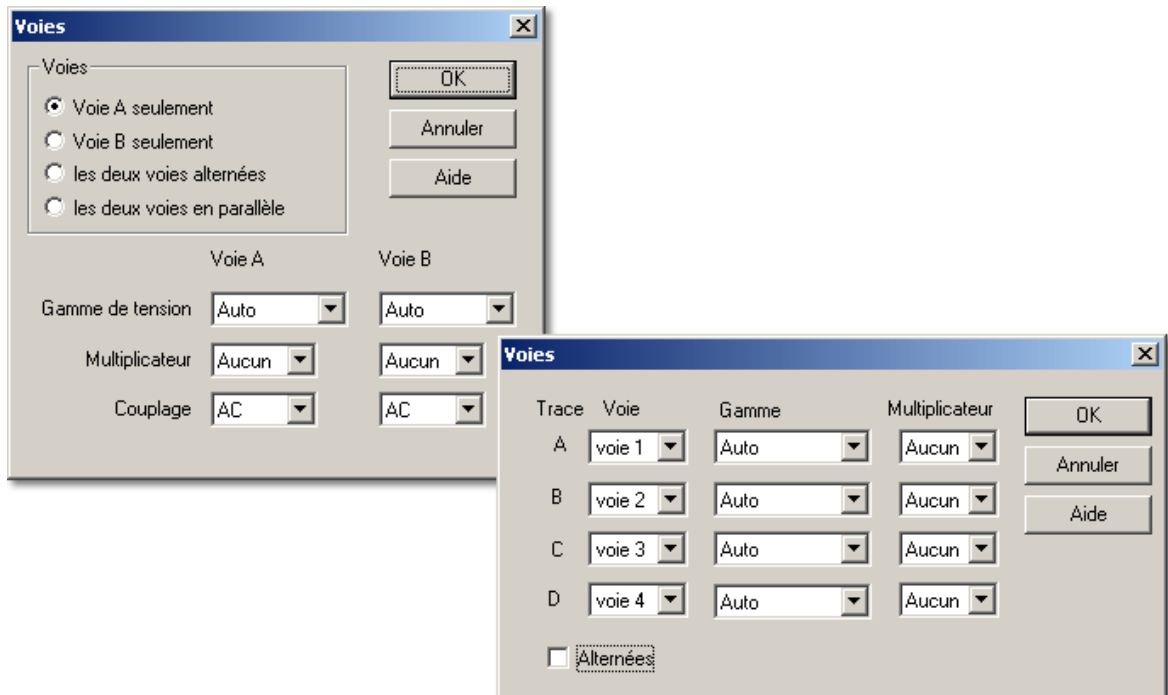 Voies
Voies
Voie A seulement
Voie B seulement
les deux voies alternées
les deux voies en parallèle
OK
Annuler
Aide
Voie A Voie B
Gamme de tension Auto Auto
Multiplicateur Aucun Aucun
Couplage AC AC
Voies
Trace Voie Gamme Multiplicateur
A voie 1 Auto Aucun
B voie 2 Auto Aucun
C voie 3 Auto Aucun
D voie 4 Auto Aucun
Alternées
OK
Annuler
Aide